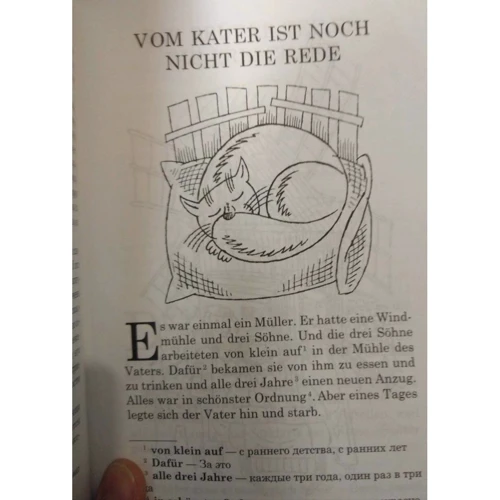 VOM KATER IST NOCH
NICHT DIE REDE
Es war einmal ein Müller. Er hatte eine Wind-
mühle und drei Söhne. Und die drei Söhne
arbeiteten von klein auf¹ in der Mühle des
Vaters. Dafür² bekamen sie von ihm zu essen und
zu trinken und alle drei Jahre³ einen neuen Anzug.
Alles war in schönster Ordnung⁴. Aber eines Tages
legte sich der Vater hin und starb.
¹ von klein auf — с раннего детства, с ранних лет
² Dafür — За это
³ alle drei Jahre — каждые три года, один раз в три